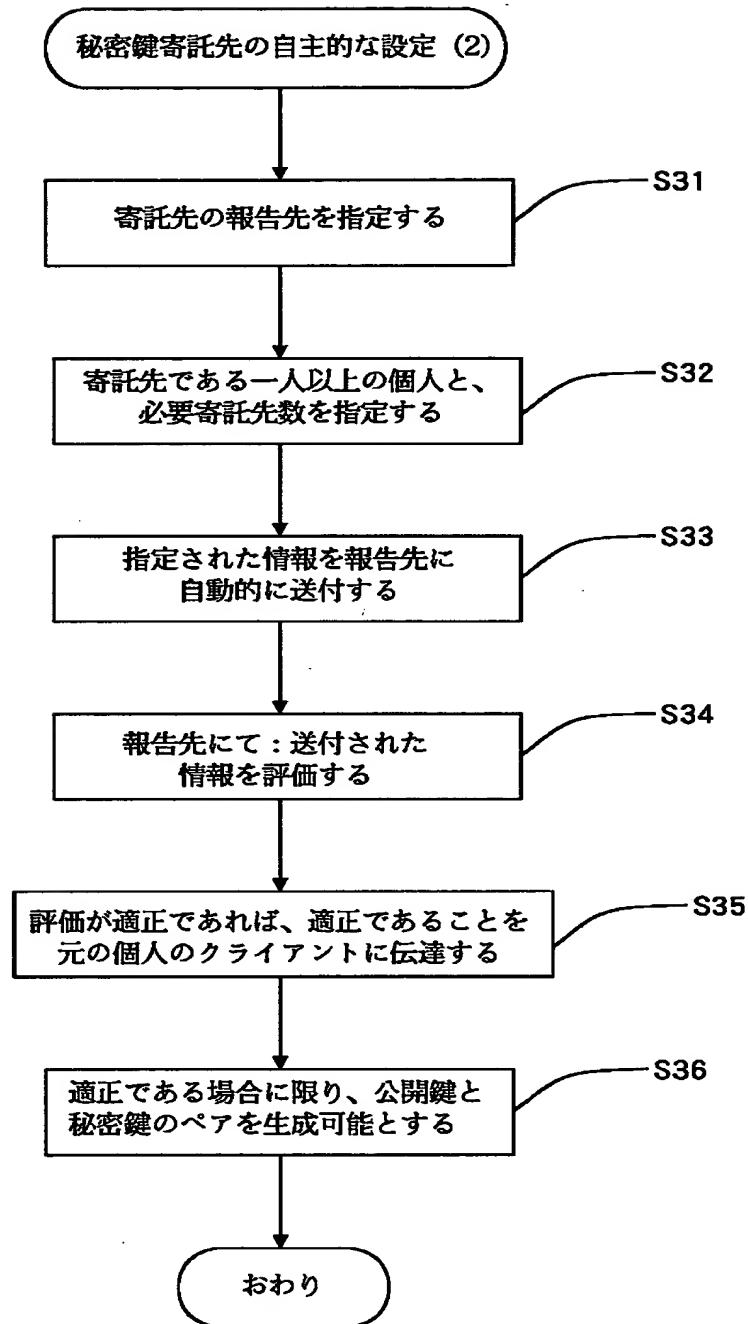 秘密鍵寄託先の自主的な設定 (2)
S31
寄託先の報告先を指定する
S32
寄託先である一人以上の個人と、
必要寄託先数を指定する
S33
指定された情報を報告先に
自動的に送付する
S34
報告先にて：送付された
情報を評価する
S35
評価が適正であれば、適正であることを
元の個人のクライアントに伝達する
S36
適正である場合に限り、公開鍵と
秘密鍵のペアを生成可能とする
おわり